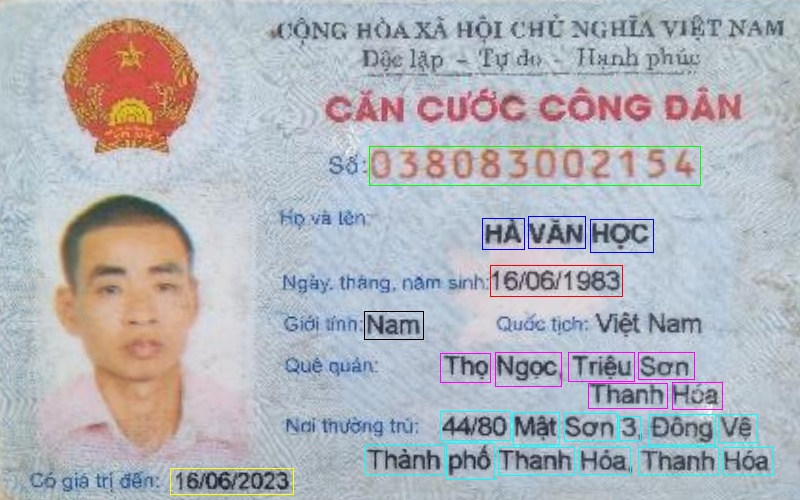 CỘNG HÒA XÃ HỘI CHỦ NGHĨA VIỆT NAM
Độc lập - Tự do - Hạnh phúc
CĂN CƯỚC CÔNG DÂN
Số: 038083002154
Họ và tên:
HÀ VĂN HỌC
Ngày, tháng, năm sinh: 16/06/1983
Giới tính: Nam Quốc tịch: Việt Nam
Quê quán: Thọ Ngọc, Triệu Sơn
Thanh Hóa
Nơi thường trú: 44/80 Mật Sơn 3, Đông Vệ
Thành phố Thanh Hóa, Thanh Hóa
Có giá trị đến: 16/06/2023